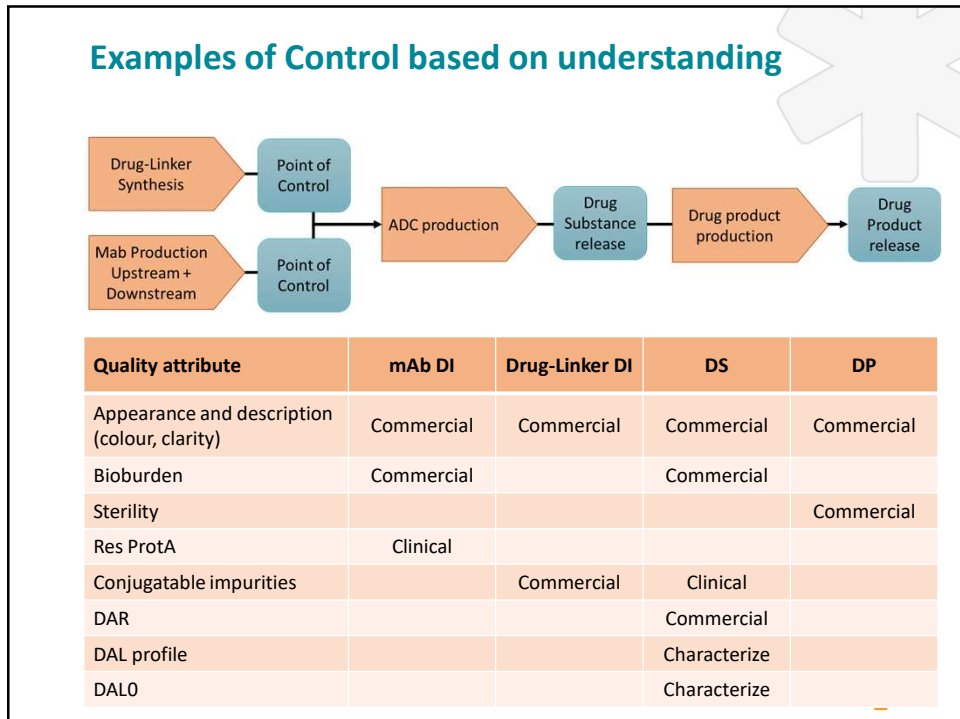 Examples of Control based on understanding
Drug-Linker
Synthesis
Point of
Control
Mab Production
Upstream +
Downstream
Point of
Control
ADC production
Drug
Substance
release
Drug product
production
Drug
Product
release
Quality attribute mAb DI Drug-Linker DI DS DP
Appearance and description
(colour, clarity) Commercial Commercial Commercial Commercial
Bioburden Commercial Commercial
Sterility Commercial
Res ProtA Clinical
Conjugatable impurities Commercial Clinical
DAR Commercial
DAL profile Characterize
DAL0 Characterize